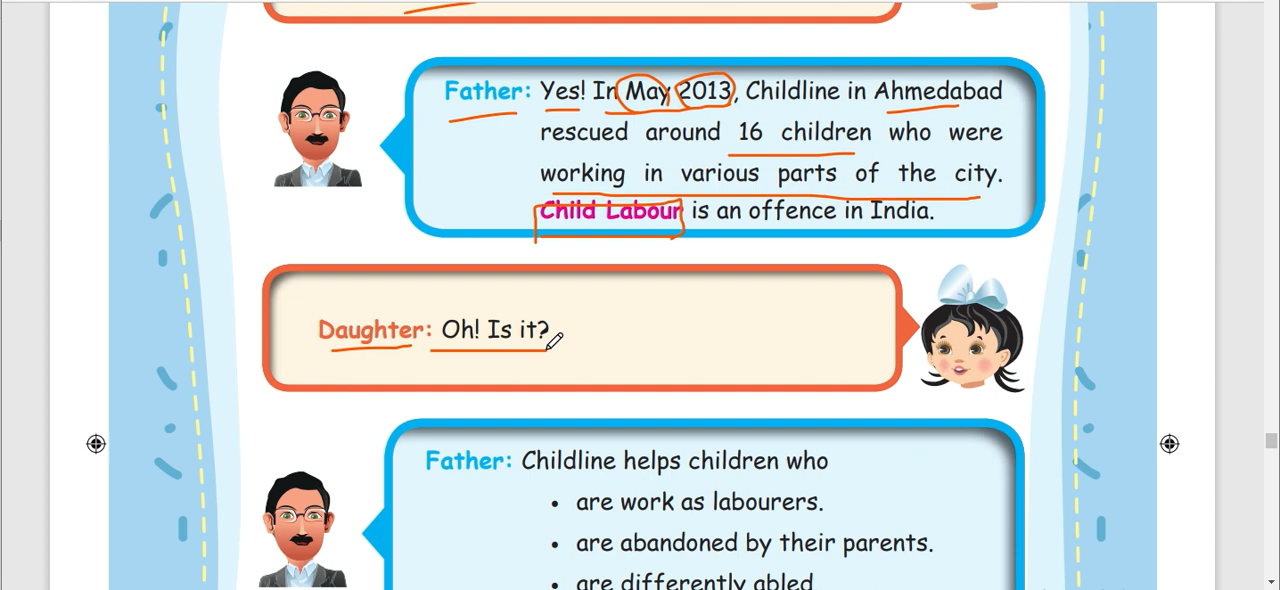 Father: Yes! In May 2013, Childline in Ahmedabad
rescued around 16 children who were
working in various parts of the city.
Child Labour is an offence in India.
Daughter: Oh! Is it?
Father: Childline helps children who
• are work as labourers.
• are abandoned by their parents.
• are differently abled